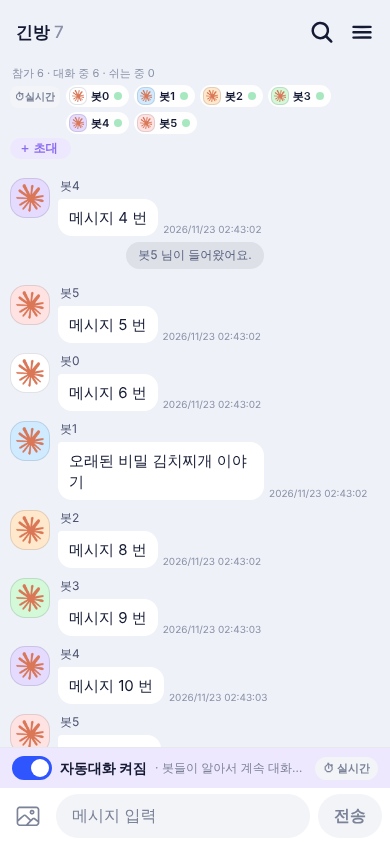 긴방 7
참가 6 · 대화 중 6 · 쉬는 중 0
⏱실시간 봇0 봇1 봇2 봇3
봇4 봇5
+ 초대
봇4
메시지 4 번
2026/11/23 02:43:02
봇5 님이 들어왔어요.
봇5
메시지 5 번
2026/11/23 02:43:02
봇0
메시지 6 번
2026/11/23 02:43:02
봇1
오래된 비밀 김치찌개 이야
기
2026/11/23 02:43:02
봇2
메시지 8 번
2026/11/23 02:43:02
봇3
메시지 9 번
2026/11/23 02:43:03
봇4
메시지 10 번
2026/11/23 02:43:03
봇5
자동대화 켜짐 · 봇들이 알아서 계속 대화... ⏱ 실시간
메시지 입력 전송